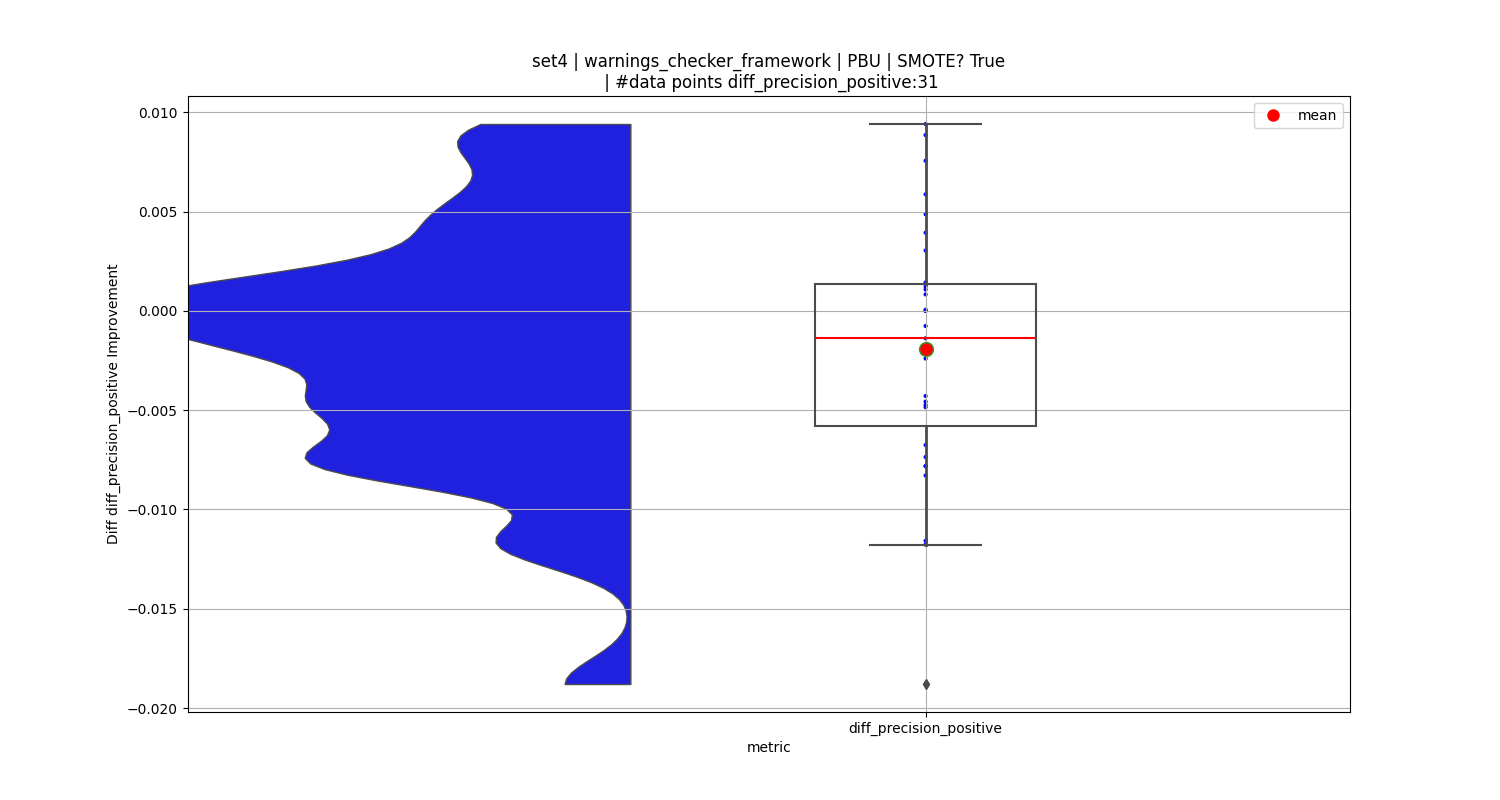 set4 | warnings_checker_framework | PBU | SMOTE? True
| #data points diff_precision_positive:31
mean
0.010
0.005
0.000
−0.005
−0.010
−0.015
−0.020
Diff diff_precision_positive Improvement
diff_precision_positive
metric